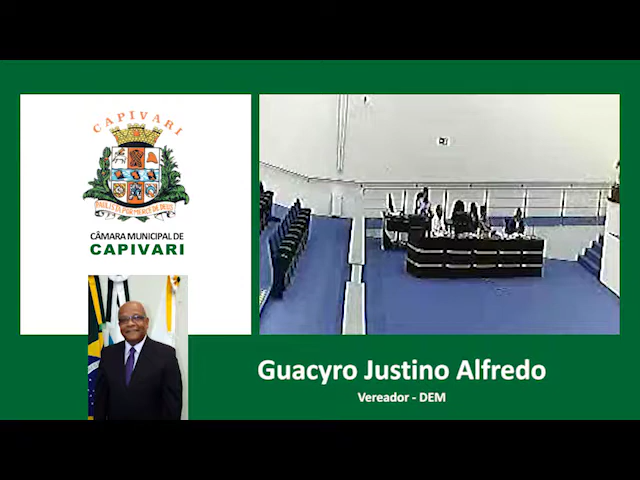 CAPIVARI
CÂMARA MUNICIPAL DE
CAPIVARI
Guacyro Justino Alfredo
Vereador - DEM